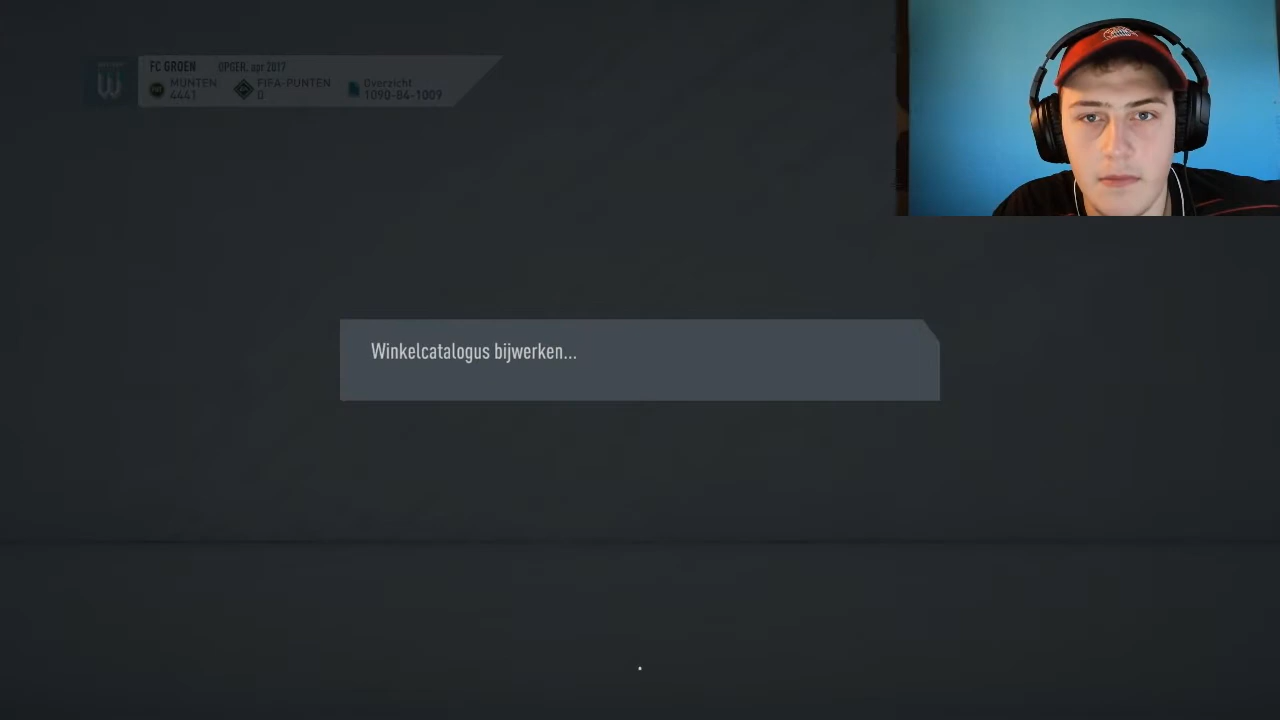 FC GROEN OPGER. apr 2017
MUNTEN FIFA-PUNTEN Overzicht
4441 0 1090-84-1009
Winkelcatalogus bijwerken...